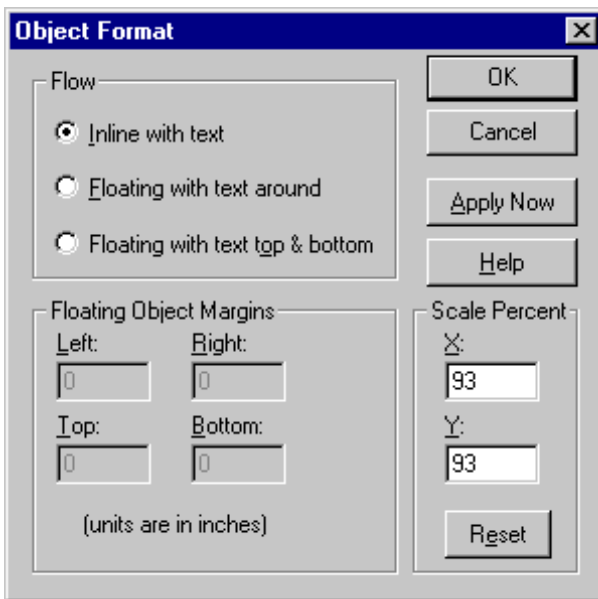 Object Format
Flow
Inline with text
Floating with text around
Floating with text top & bottom
OK
Cancel
Apply Now
Help
Floating Object Margins
Left: Right:
0 0
Top: Bottom:
0 0
(units are in inches)
Scale Percent
X:
93
Y:
93
Reset